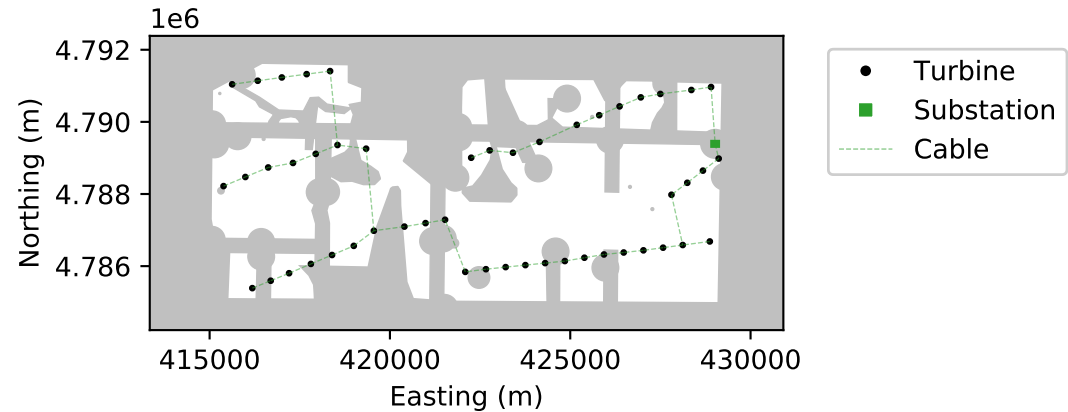 1e6
4.792
4.790
4.788
4.786
Northing (m)
415000 420000 425000 430000
Easting (m)
Turbine
Substation
Cable